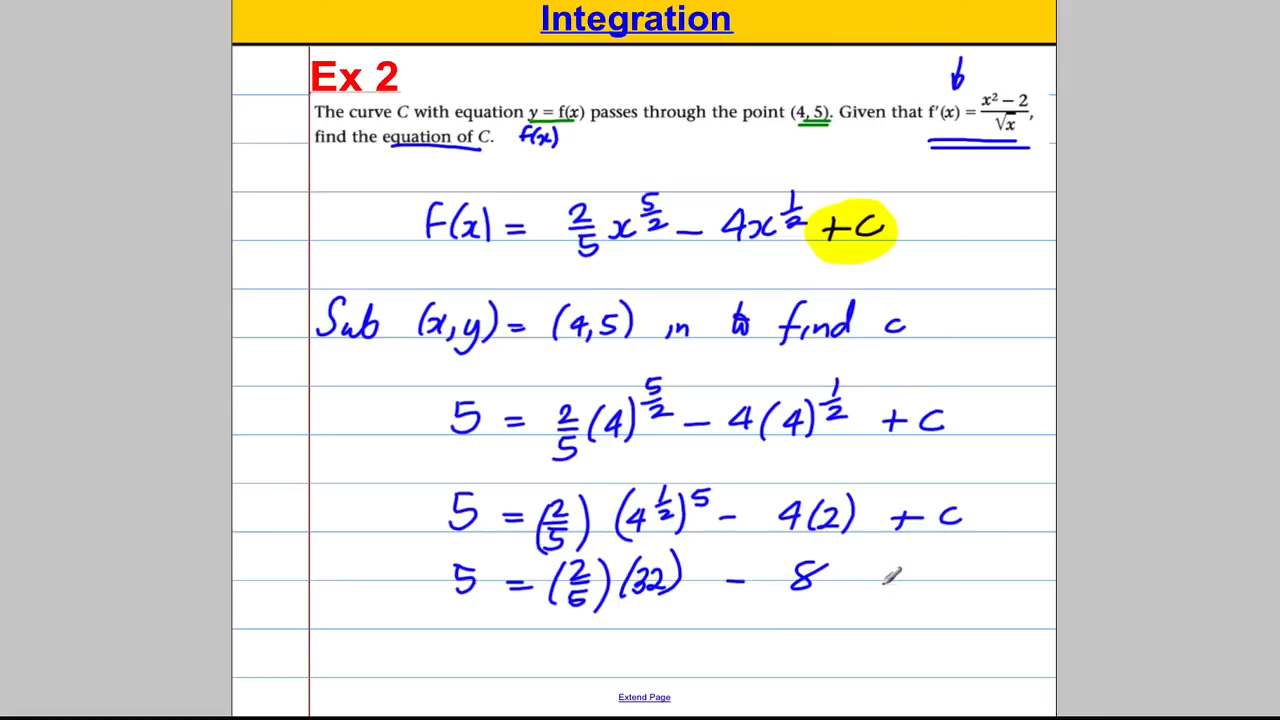 Integration
Ex 2
The curve C with equation y = f(x) passes through the point (4, 5). Given that f′(x) = (x² − 2)/√x,
find the equation of C. f(x)
f(x) = 2/5 x^(5/2) − 4x^(1/2) + c
Sub (x,y) = (4,5) in to find c
5 = 2/5 (4)^(5/2) − 4(4)^(1/2) + c
5 = (2/5) (4^(1/2))^5 − 4(2) + c
5 = (2/5)(32) − 8
Extend Page